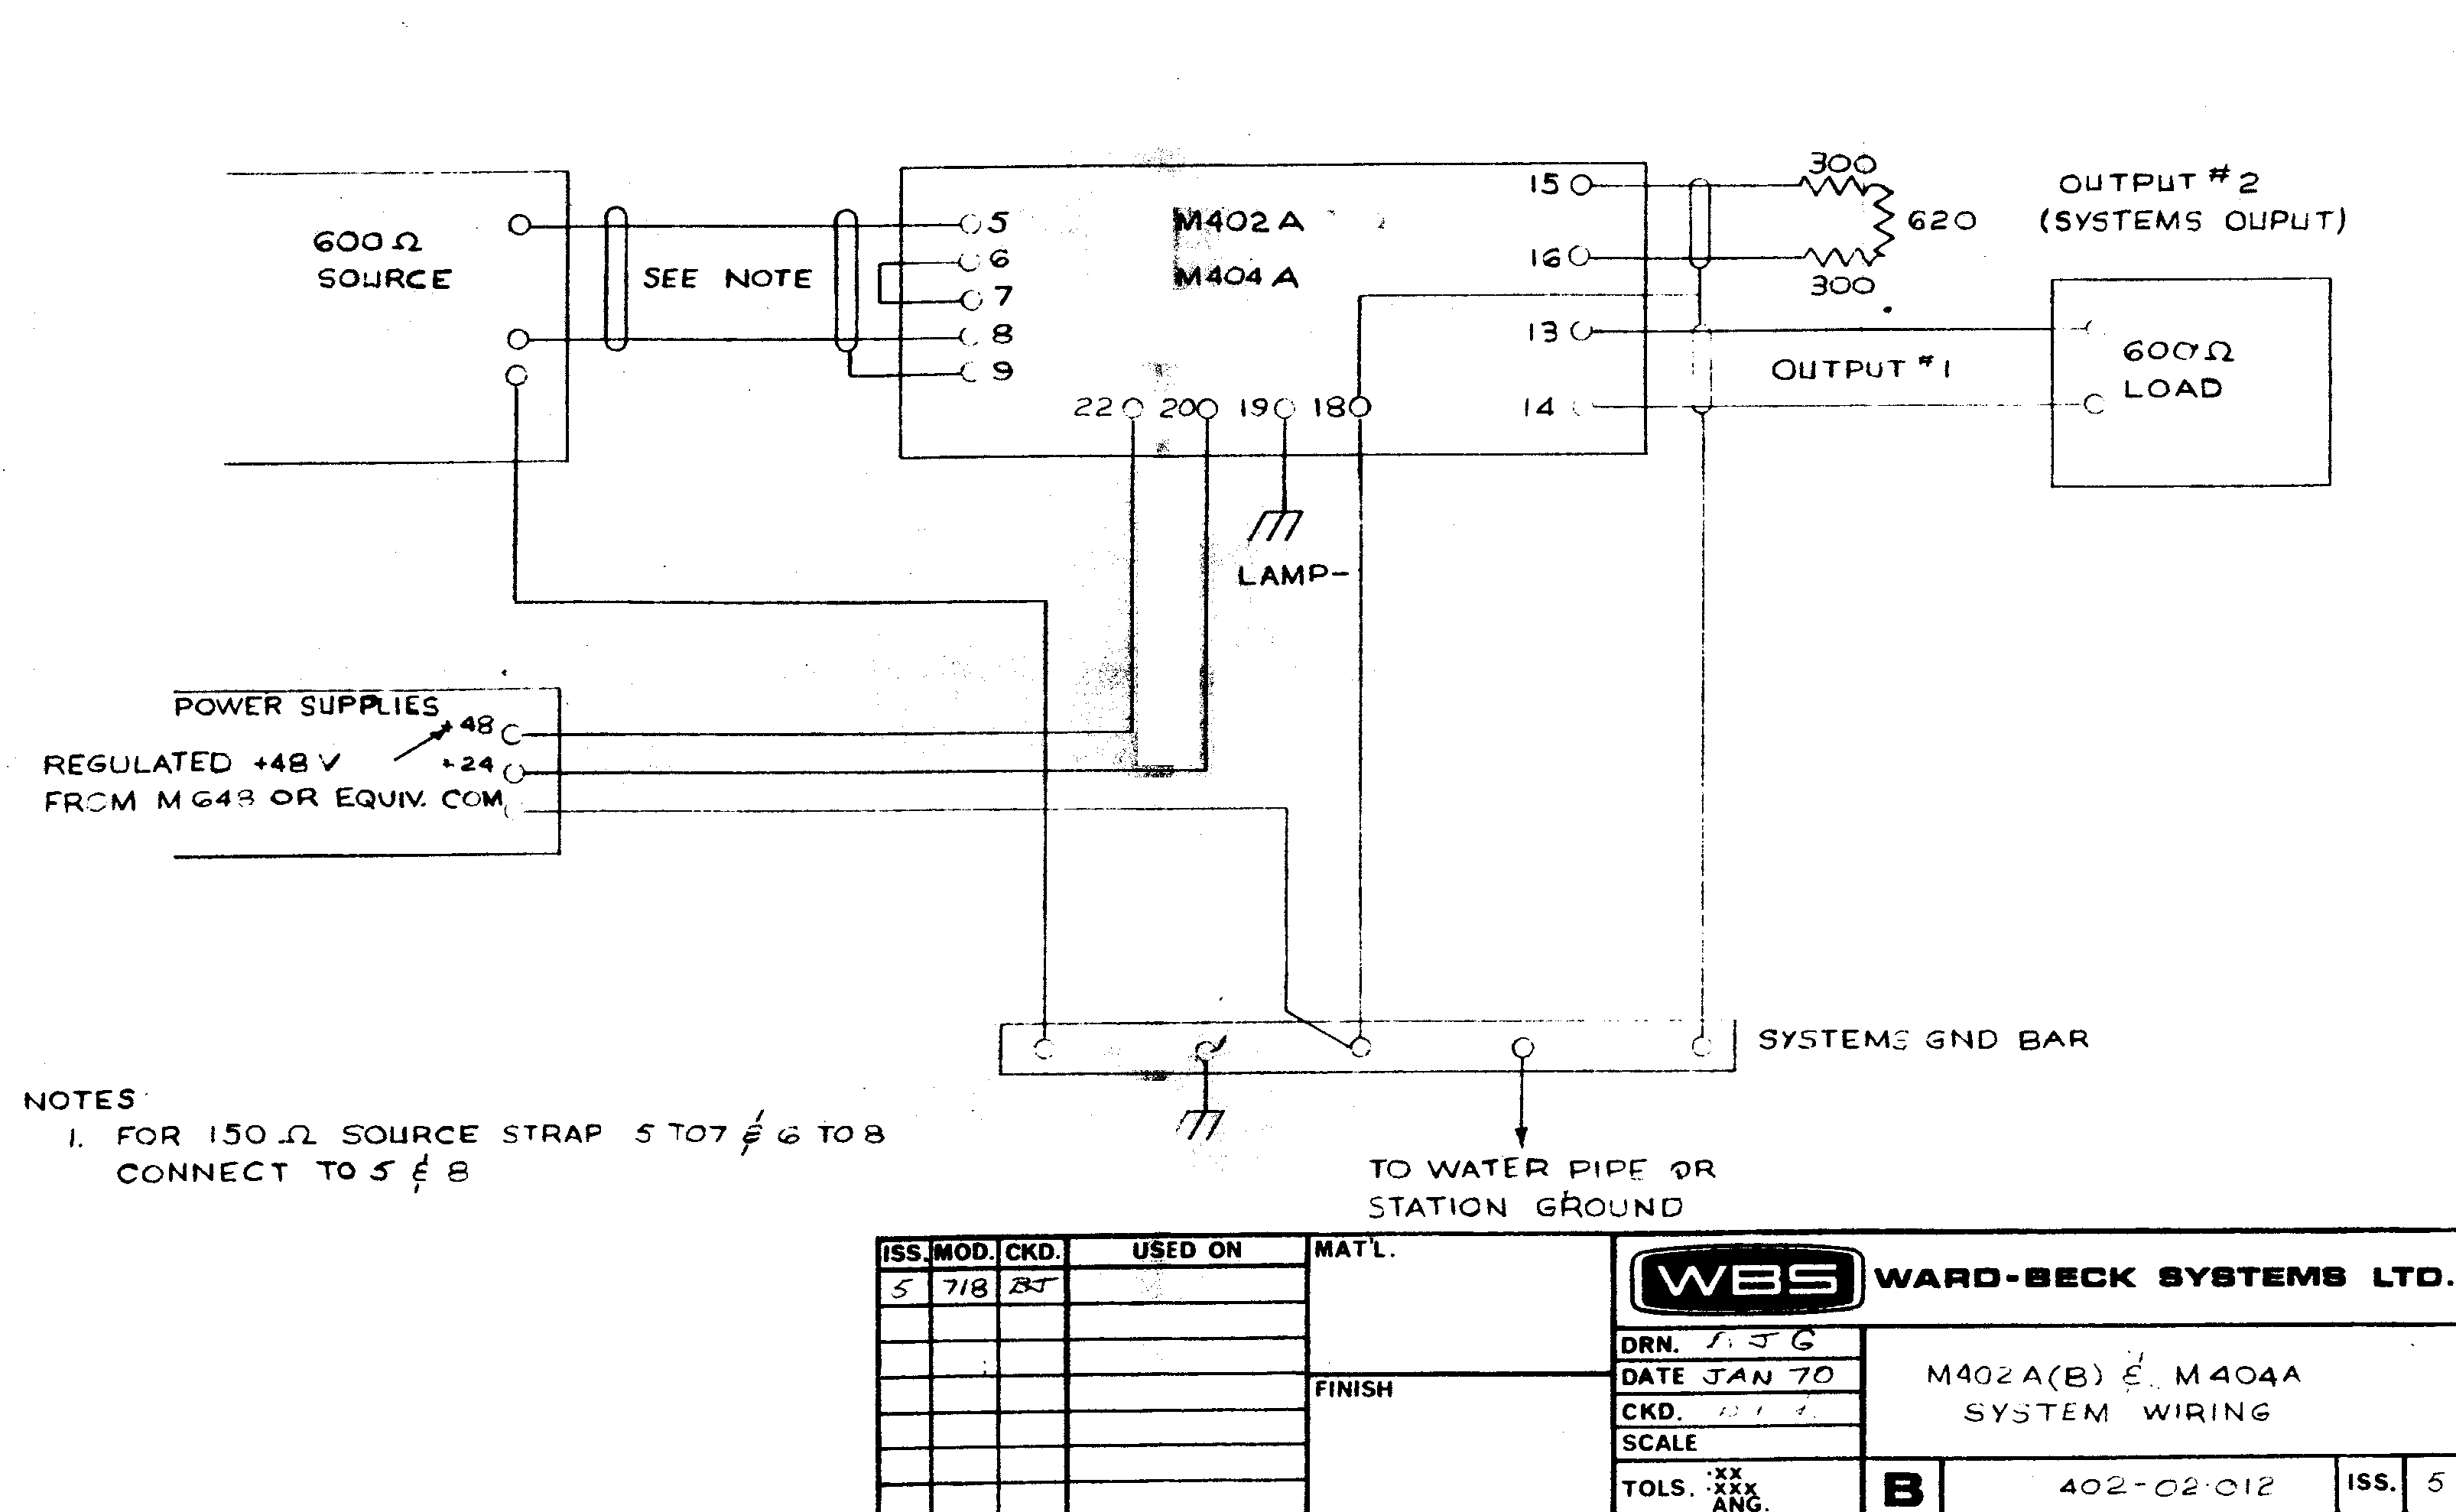 600Ω
SOURCE
SEE NOTE
5
6
7
8
9
M402A
M404A
22 20 19 18
15
16
13
14
300
620
300
OUTPUT #2
(SYSTEMS OUPUT)
OUTPUT #1
600Ω
LOAD
LAMP-
POWER SUPPLIES
+48
REGULATED +48V
+24
FROM M648 OR EQUIV. COM
SYSTEMS GND BAR
NOTES
1. FOR 150Ω SOURCE STRAP 5 TO7 & 6 TO 8
CONNECT TO 5 & 8
TO WATER PIPE OR
STATION GROUND
ISS. MOD. CKD. USED ON
5 718 BJ
MAT'L.
FINISH
WBS WARD-BECK SYSTEMS LTD.
DRN. JG
DATE JAN 70
CKD.
SCALE
TOLS. .XX
.XXX
ANG.
M402A(B) & M404A
SYSTEM WIRING
B 402-02-012 ISS. 5